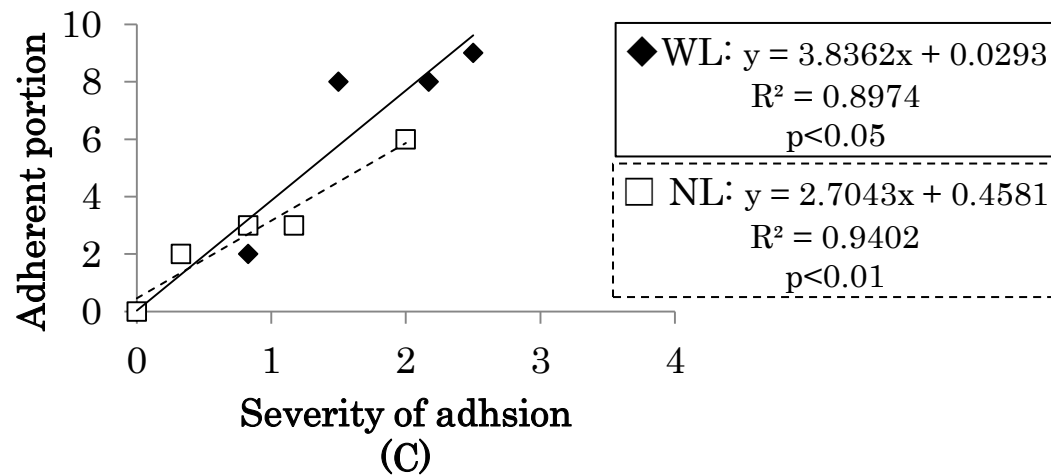 Adherent portion
10
8
6
4
2
0
0 1 2 3 4
Severity of adhsion
(C)
WL: y = 3.8362x + 0.0293
R² = 0.8974
p<0.05
NL: y = 2.7043x + 0.4581
R² = 0.9402
p<0.01